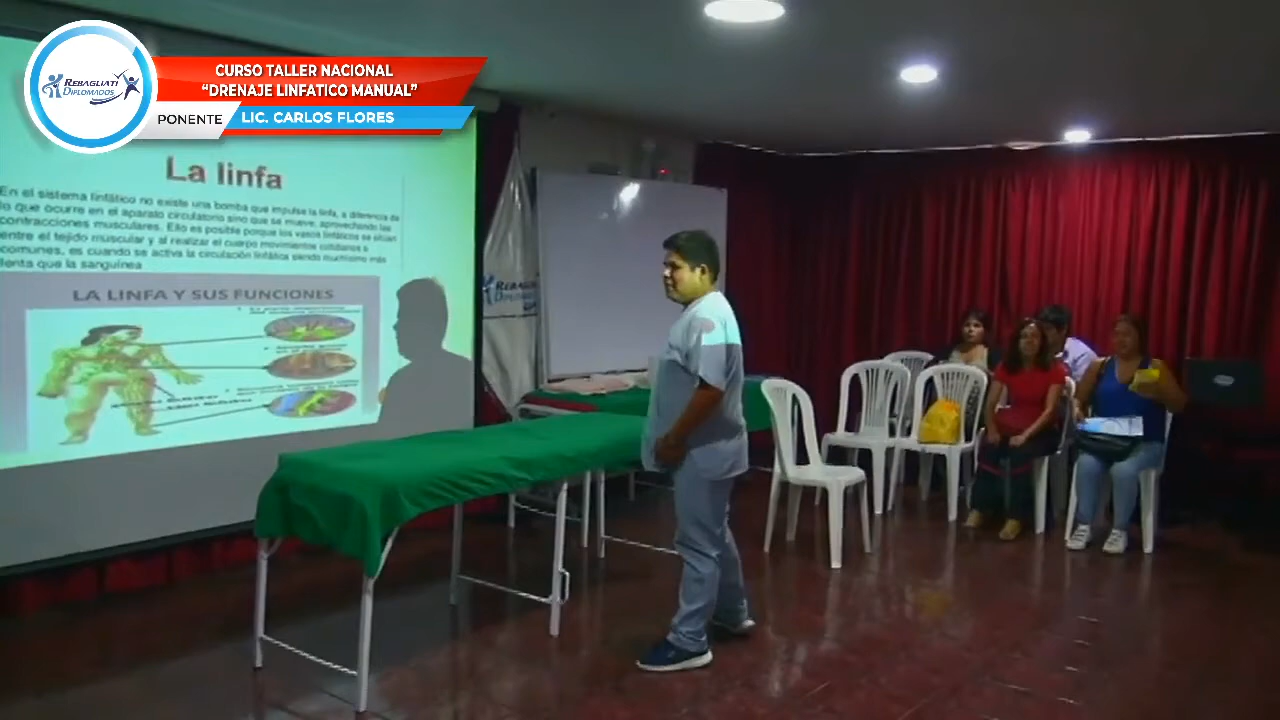 REBAGLIATI
DIPLOMADOS
CURSO TALLER NACIONAL
“DRENAJE LINFATICO MANUAL”
PONENTE
LIC. CARLOS FLORES
La linfa
En el sistema linfático no existe una bomba que impulse la linfa, a diferencia de
lo que ocurre en el aparato circulatorio sino que se mueve, aprovechando las
contracciones musculares. Ello es posible porque los vasos linfáticos se sitúan
entre el tejido muscular y al realizar el cuerpo movimientos cotidianos o
comunes, es cuando se activa la circulación linfática siendo muchísimo más
lenta que la sanguínea
LA LINFA Y SUS FUNCIONES
REBAGLIATI
DIPLOMADOS